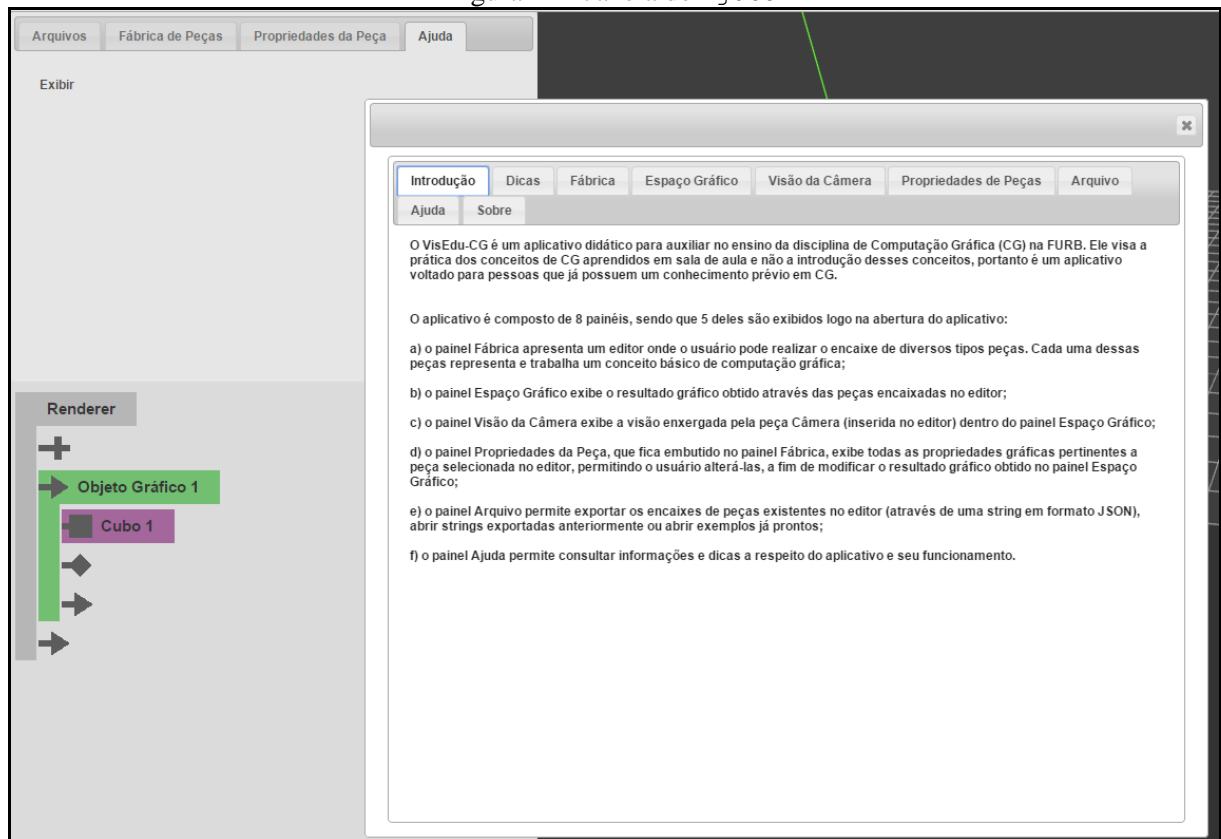 Arquivos Fábrica de Peças Propriedades da Peça Ajuda
Exibir
Introdução Dicas Fábrica Espaço Gráfico Visão da Câmera Propriedades de Peças Arquivo
Ajuda Sobre
O VisEdu-CG é um aplicativo didático para auxiliar no ensino da disciplina de Computação Gráfica (CG) na FURB. Ele visa a
prática dos conceitos de CG aprendidos em sala de aula e não a introdução desses conceitos, portanto é um aplicativo
voltado para pessoas que já possuem um conhecimento prévio em CG.
O aplicativo é composto de 8 painéis, sendo que 5 deles são exibidos logo na abertura do aplicativo:
a) o painel Fábrica apresenta um editor onde o usuário pode realizar o encaixe de diversos tipos peças. Cada uma dessas
peças representa e trabalha um conceito básico de computação gráfica;
b) o painel Espaço Gráfico exibe o resultado gráfico obtido através das peças encaixadas no editor;
c) o painel Visão da Câmera exibe a visão enxergada pela peça Câmera (inserida no editor) dentro do painel Espaço Gráfico;
d) o painel Propriedades da Peça, que fica embutido no painel Fábrica, exibe todas as propriedades gráficas pertinentes a
peça selecionada no editor, permitindo o usuário alterá-las, a fim de modificar o resultado gráfico obtido no painel Espaço
Gráfico;
e) o painel Arquivo permite exportar os encaixes de peças existentes no editor (através de uma string em formato JSON),
abrir strings exportadas anteriormente ou abrir exemplos já prontos;
f) o painel Ajuda permite consultar informações e dicas a respeito do aplicativo e seu funcionamento.
Renderer
Objeto Gráfico 1
Cubo 1